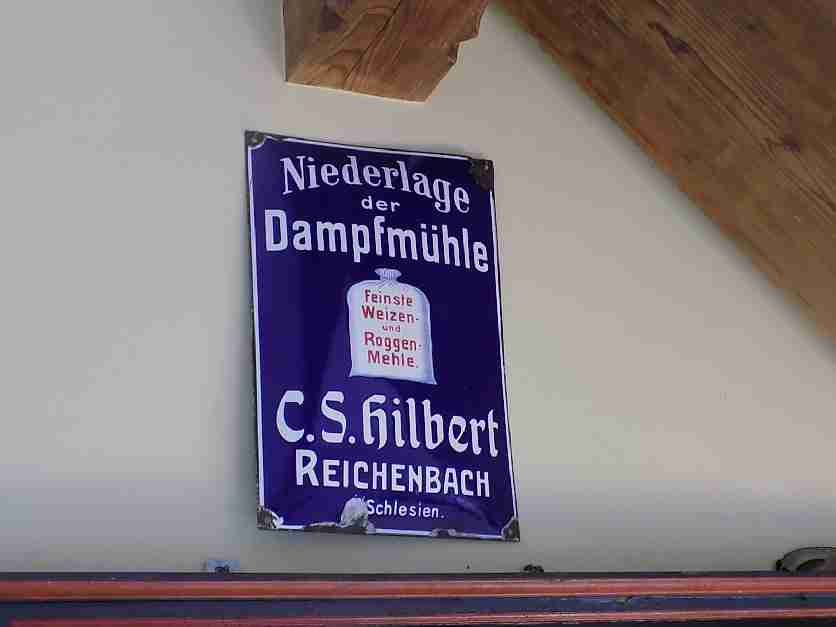 Niederlage
der
Dampfmühle
Feinste
Weizen-
und
Roggen-
Mehle.
C.S. Hilbert
REICHENBACH
i/Schlesien.